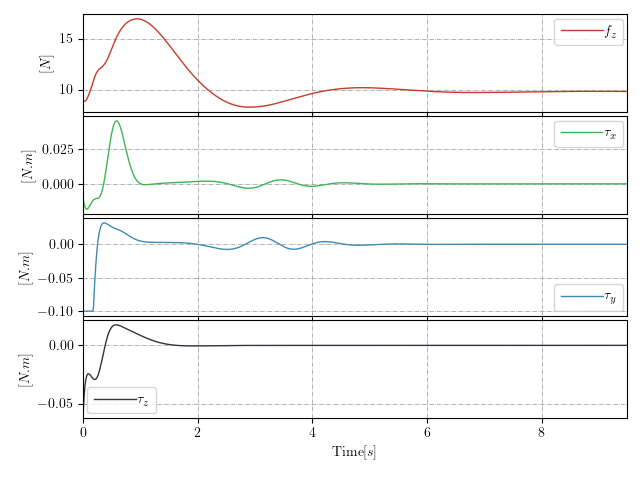 15
10
[N]
f_z
0.025
0.000
[N.m]
τ_x
0.00
−0.05
−0.10
[N.m]
τ_y
0.00
−0.05
[N.m]
τ_z
0 2 4 6 8
Time[s]